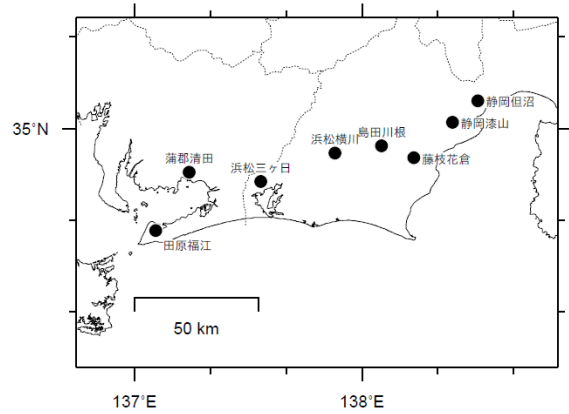 静岡但沼
35˚N
静岡漆山
島田川根
浜松横川
藤枝花倉
蒲郡清田
浜松三ヶ日
田原福江
50 km
137˚E
138˚E